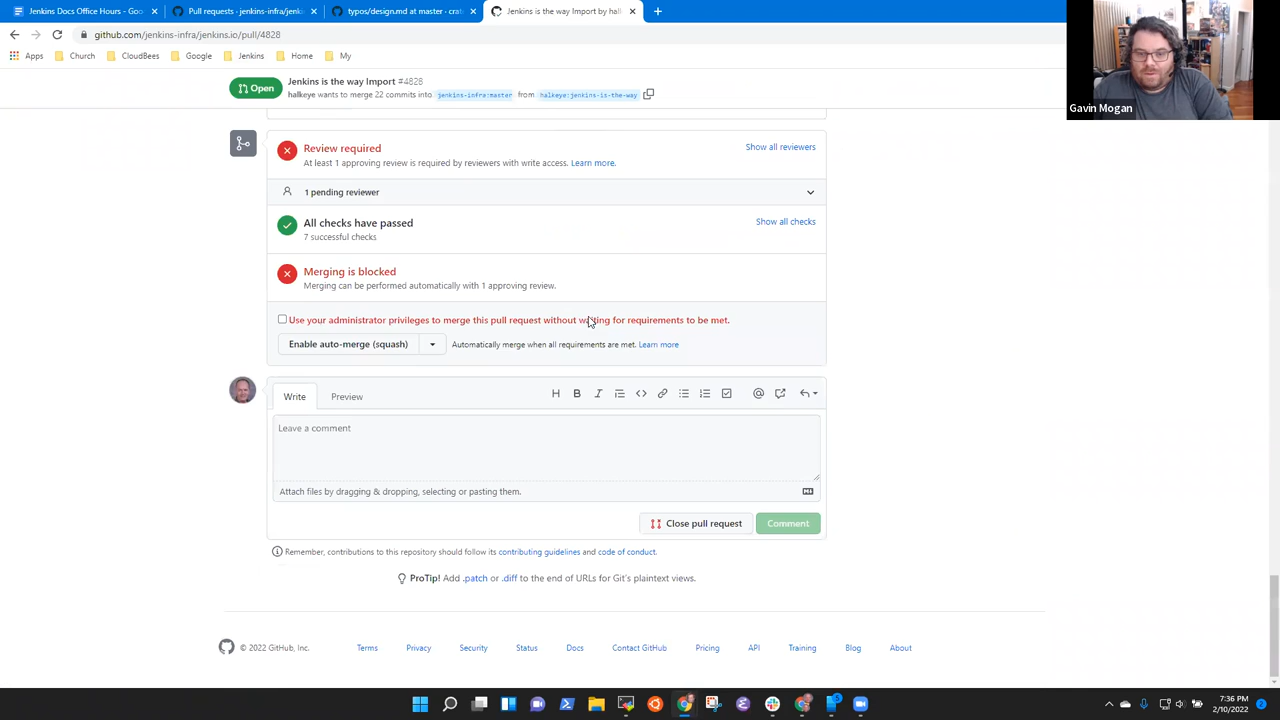 Jenkins Docs Office Hours - Goo
Pull requests · jenkins-infra/jenki
typos/design.md at master · crat
Jenkins is the way Import by hal
github.com/jenkins-infra/jenkins.io/pull/4828
Apps
Church
CloudBees
Google
Jenkins
Home
My
Gavin Mogan
Open
Jenkins is the way Import #4828
halkeye wants to merge 22 commits into jenkins-infra:master from halkeye:jenkins-is-the-way
Review required
Show all reviewers
At least 1 approving review is required by reviewers with write access. Learn more.
1 pending reviewer
All checks have passed
Show all checks
7 successful checks
Merging is blocked
Merging can be performed automatically with 1 approving review.
Use your administrator privileges to merge this pull request without waiting for requirements to be met.
Enable auto-merge (squash)
Automatically merge when all requirements are met. Learn more
Write
Preview
Leave a comment
Attach files by dragging & dropping, selecting or pasting them.
Close pull request
Comment
Remember, contributions to this repository should follow its contributing guidelines and code of conduct.
ProTip! Add .patch or .diff to the end of URLs for Git's plaintext views.
© 2022 GitHub, Inc.
Terms
Privacy
Security
Status
Docs
Contact GitHub
Pricing
API
Training
Blog
About
7:36 PM
2/10/2022